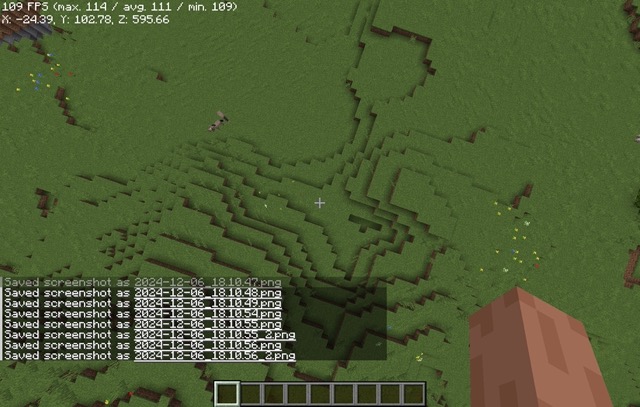 109 FPS (max. 114 / avg. 111 / min. 109)
X: -24.39, Y: 102.78, Z: 595.66
Saved screenshot as 2024-12-06_18.10.47.png
Saved screenshot as 2024-12-06_18.10.48.png
Saved screenshot as 2024-12-06_18.10.49.png
Saved screenshot as 2024-12-06_18.10.54.png
Saved screenshot as 2024-12-06_18.10.55.png
Saved screenshot as 2024-12-06_18.10.55_2.png
Saved screenshot as 2024-12-06_18.10.56.png
Saved screenshot as 2024-12-06_18.10.56_2.png